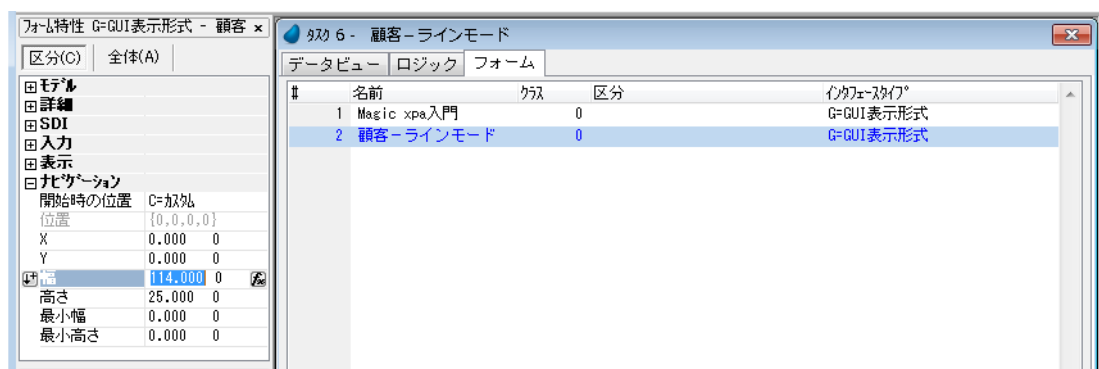 ﾌｫｰﾑ特性 G=GUI表示形式 - 顧客 x
区分(C) 全体(A)
モデル
詳細
SDI
入力
表示
ナビゲーション
開始時の位置 C=ｶｽﾀﾑ
位置 {0,0,0,0}
X 0.000 0
Y 0.000 0
幅 114.000 0
高さ 25.000 0
最小幅 0.000 0
最小高さ 0.000 0
ﾀｽｸ 6 - 顧客－ラインモード
データビュー ロジック フォーム
# 名前 ｸﾗｽ 区分 ｲﾝﾀﾌｪｰｽﾀｲﾌﾟ
1 Magic xpa入門 0 G=GUI表示形式
2 顧客－ラインモード 0 G=GUI表示形式